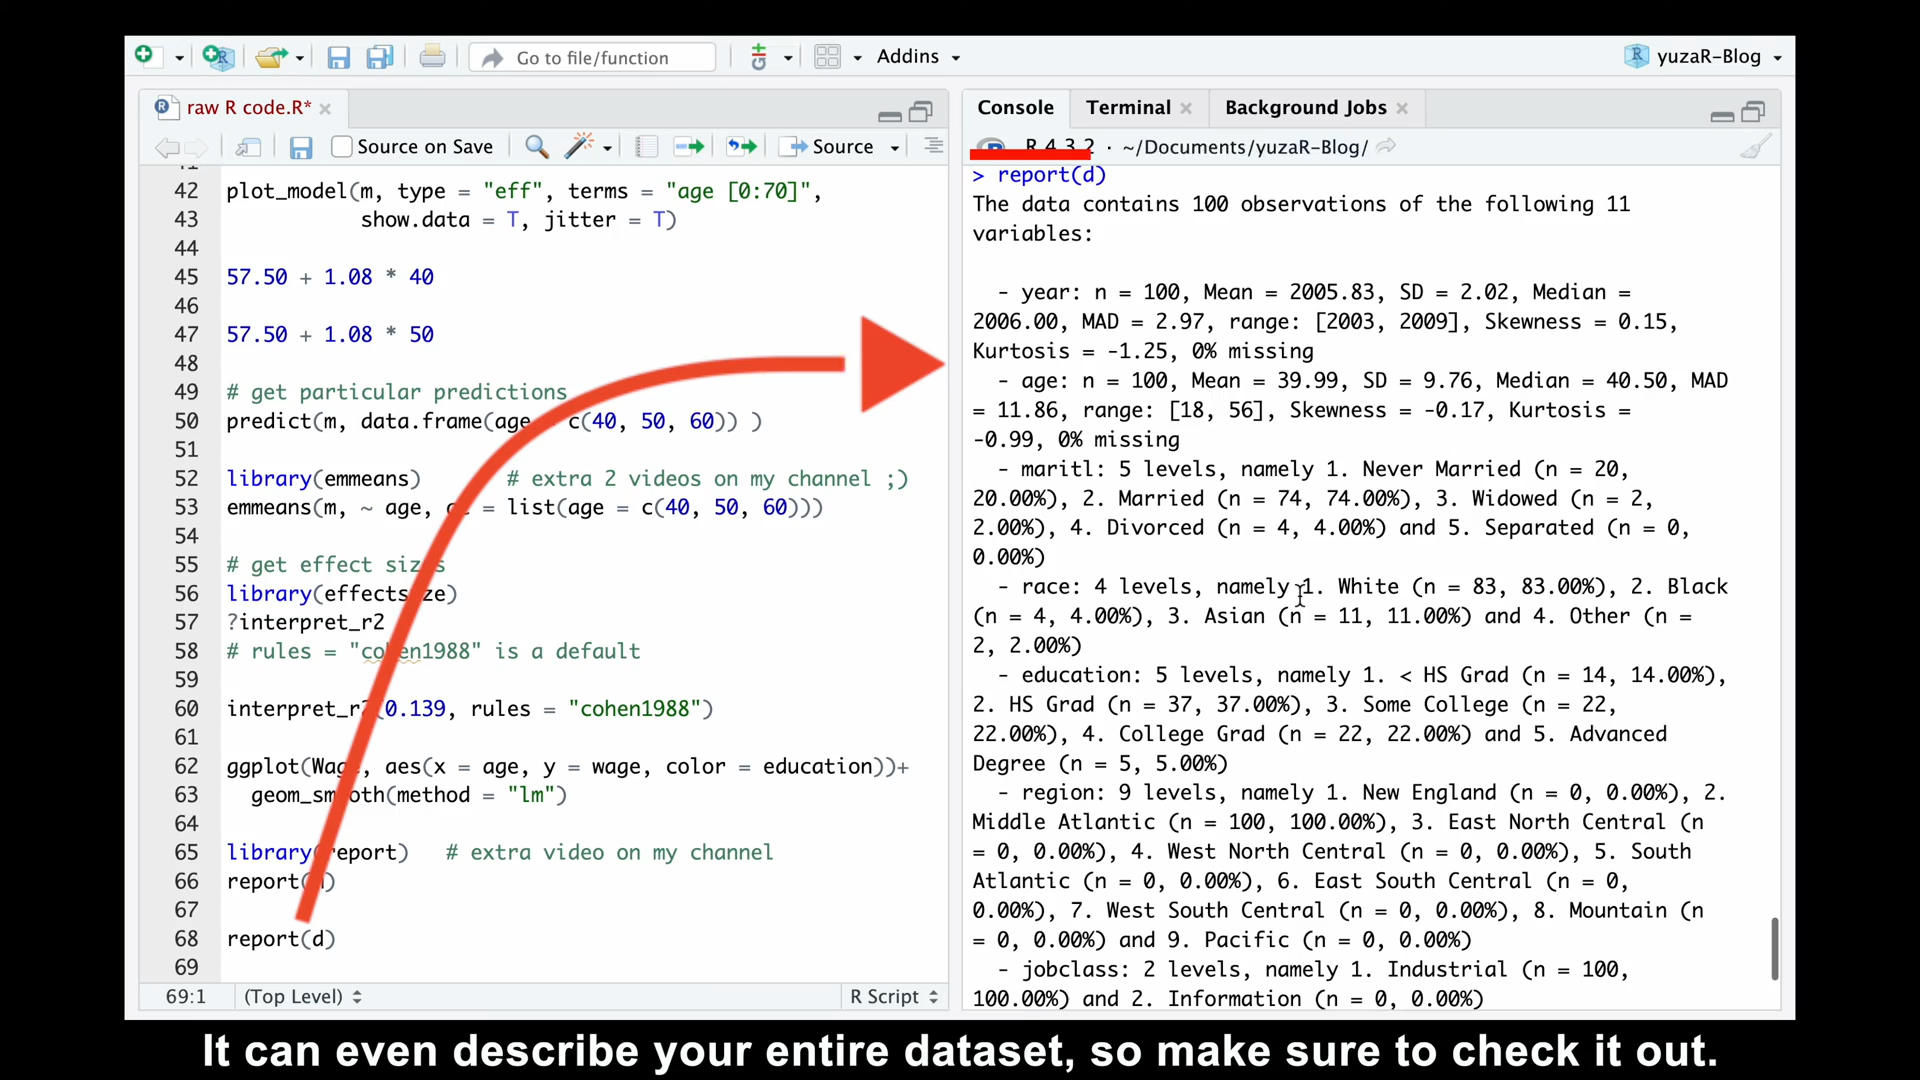 Go to file/function
Addins
yuzaR-Blog
raw R code.R*
Source on Save
Source
42 plot_model(m, type = "eff", terms = "age [0:70]",
43 show.data = T, jitter = T)
44
45 57.50 + 1.08 * 40
46
47 57.50 + 1.08 * 50
48
49 # get particular predictions
50 predict(m, data.frame(age c(40, 50, 60)) )
51
52 library(emmeans) # extra 2 videos on my channel ;)
53 emmeans(m, ~ age, = list(age = c(40, 50, 60)))
54
55 # get effect sizes
56 library(effectsize)
57 ?interpret_r2
58 # rules = "cohen1988" is a default
59
60 interpret_r2(0.139, rules = "cohen1988")
61
62 ggplot(Wage, aes(x = age, y = wage, color = education))+
63 geom_smooth(method = "lm")
64
65 library(report) # extra video on my channel
66 report( )
67
68 report(d)
69
69:1 (Top Level) R Script
Console Terminal Background Jobs
R 4.3.2 · ~/Documents/yuzaR-Blog/
> report(d)
The data contains 100 observations of the following 11
variables:
- year: n = 100, Mean = 2005.83, SD = 2.02, Median =
2006.00, MAD = 2.97, range: [2003, 2009], Skewness = 0.15,
Kurtosis = -1.25, 0% missing
- age: n = 100, Mean = 39.99, SD = 9.76, Median = 40.50, MAD
= 11.86, range: [18, 56], Skewness = -0.17, Kurtosis =
-0.99, 0% missing
- maritl: 5 levels, namely 1. Never Married (n = 20,
20.00%), 2. Married (n = 74, 74.00%), 3. Widowed (n = 2,
2.00%), 4. Divorced (n = 4, 4.00%) and 5. Separated (n = 0,
0.00%)
- race: 4 levels, namely 1. White (n = 83, 83.00%), 2. Black
(n = 4, 4.00%), 3. Asian (n = 11, 11.00%) and 4. Other (n =
2, 2.00%)
- education: 5 levels, namely 1. < HS Grad (n = 14, 14.00%),
2. HS Grad (n = 37, 37.00%), 3. Some College (n = 22,
22.00%), 4. College Grad (n = 22, 22.00%) and 5. Advanced
Degree (n = 5, 5.00%)
- region: 9 levels, namely 1. New England (n = 0, 0.00%), 2.
Middle Atlantic (n = 100, 100.00%), 3. East North Central (n
= 0, 0.00%), 4. West North Central (n = 0, 0.00%), 5. South
Atlantic (n = 0, 0.00%), 6. East South Central (n = 0,
0.00%), 7. West South Central (n = 0, 0.00%), 8. Mountain (n
= 0, 0.00%) and 9. Pacific (n = 0, 0.00%)
- jobclass: 2 levels, namely 1. Industrial (n = 100,
100.00%) and 2. Information (n = 0, 0.00%)
It can even describe your entire dataset, so make sure to check it out.